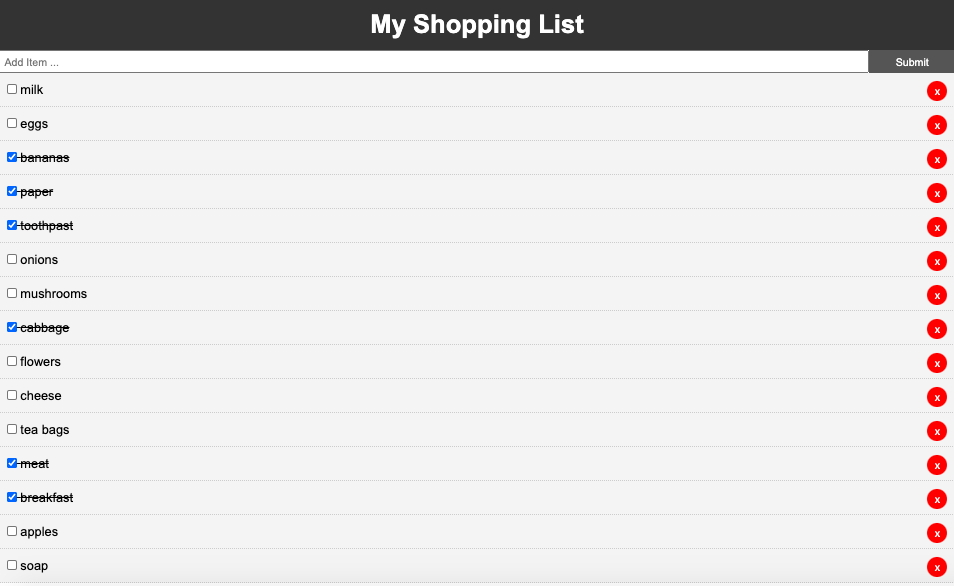 My Shopping List
Add Item ... Submit
milk x
eggs x
bananas x
paper x
toothpast x
onions x
mushrooms x
cabbage x
flowers x
cheese x
tea bags x
meat x
breakfast x
apples x
soap x